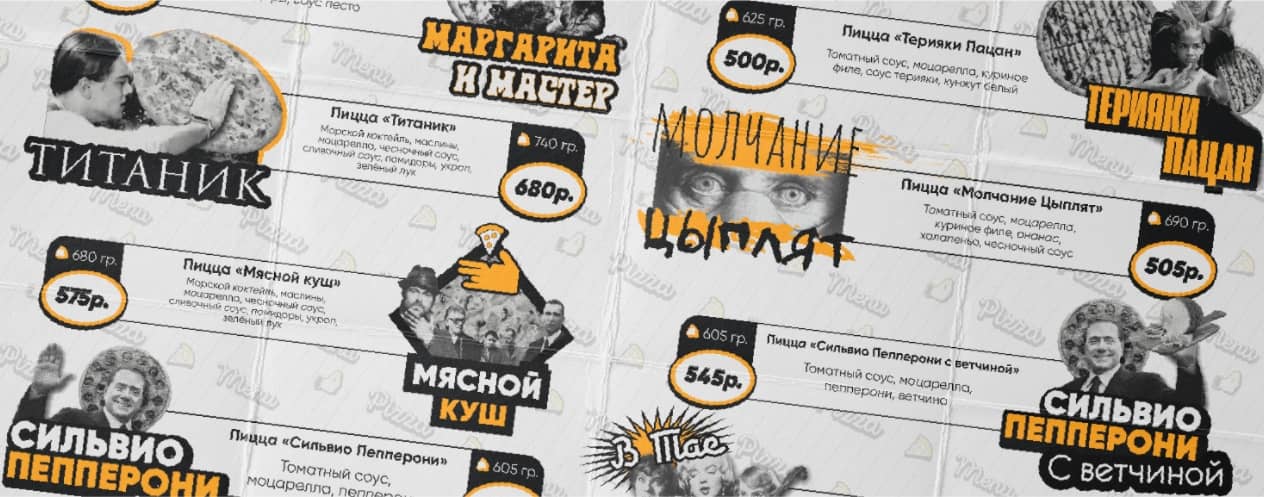 соус песто
МАРГАРИТА
И МАСТЕР
Пицца «Титаник»
Морской коктейль, маслины,
моцарелла, чесночный соус,
сливочный соус, помидоры, укроп,
зелёный лук
740 гр.
680р.
ТИТАНИК
680 гр.
575р.
Пицца «Мясной куш»
Морской коктейль, маслины,
моцарелла, чесночный соус,
сливочный соус, помидоры, укроп,
зелёный лук
МЯСНОЙ
КУШ
СИЛЬВИО
ПЕППЕРОНИ
Пицца «Сильвио Пепперони»
Томатный соус,
моцарелла,
605 гр.
625 гр.
500р.
Пицца «Терияки Пацан»
Томатный соус, моцарелла, куриное
филе, соус терияки, кунжут белый
ТЕРИЯКИ
ПАЦАН
МОЛЧАНИЕ
ЦЫПЛЯТ
Пицца «Молчание Цыплят»
Томатный соус, моцарелла,
куриное филе, ананас,
халапеньо, чесночный соус
690 гр.
505р.
605 гр.
545р.
Пицца «Сильвио Пепперони с ветчиной»
Томатный соус, моцарелла,
пепперони, ветчина
СИЛЬВИО
ПЕППЕРОНИ
С ветчиной
В Тас
Menu
Pizza